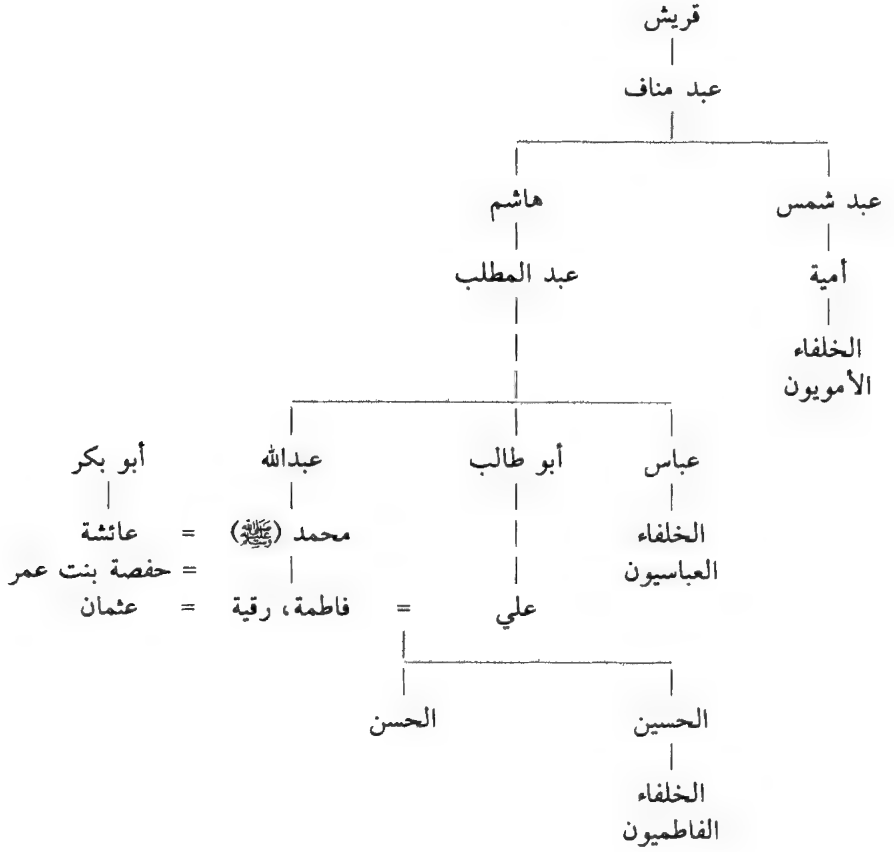 قريش
عبد مناف
عبد شمس هاشم
أمية عبد المطلب
الخلفاء
الأمويون
عباس أبو طالب عبدالله أبو بكر
الخلفاء محمد (ﷺ) = عائشة
العباسيون = حفصة بنت عمر
علي = فاطمة، رقية = عثمان
الحسين الحسن
الخلفاء
الفاطميون